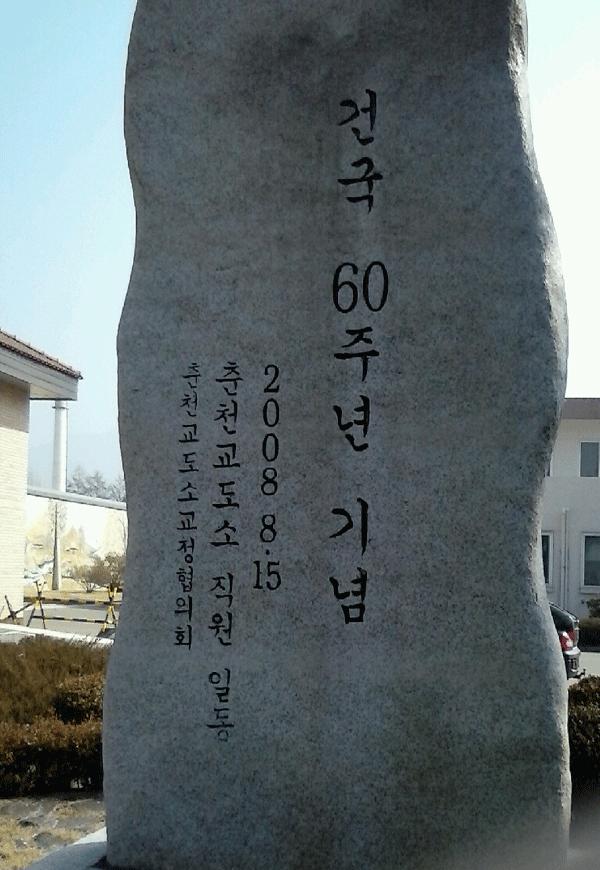 건국 60주년 기념
2008 8.15
춘천교도소 직원 일동
춘천교도소교정협의회